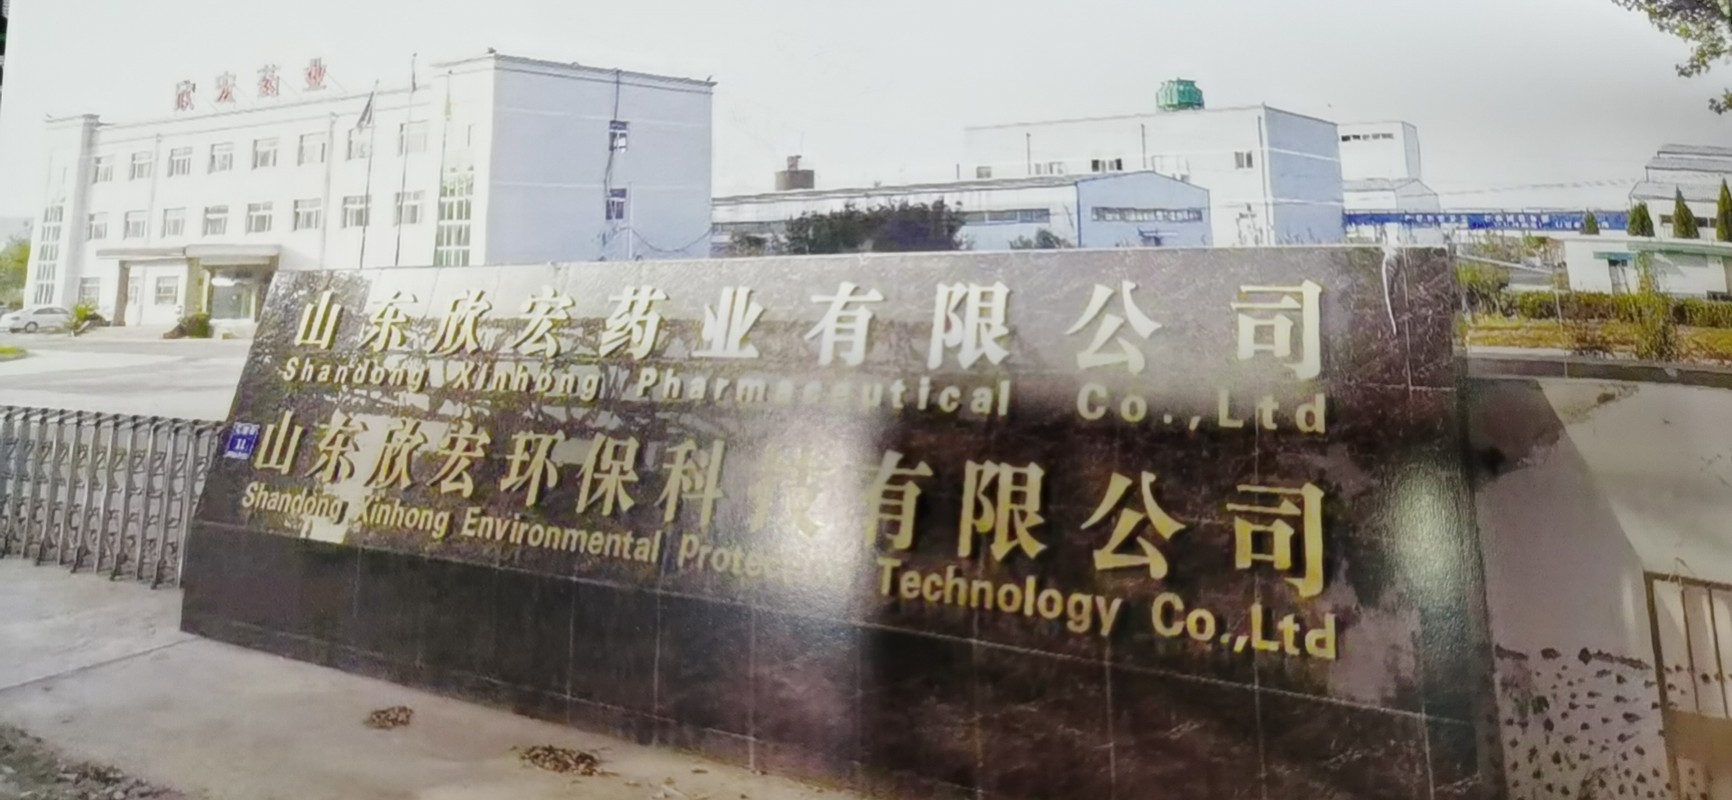 欣宏药业
山东欣宏药业有限公司
Shandong Xinhong Pharmaceutical Co.,Ltd
山东欣宏环保科技有限公司
Shandong Xinhong Environmental Protection Technology Co.,Ltd